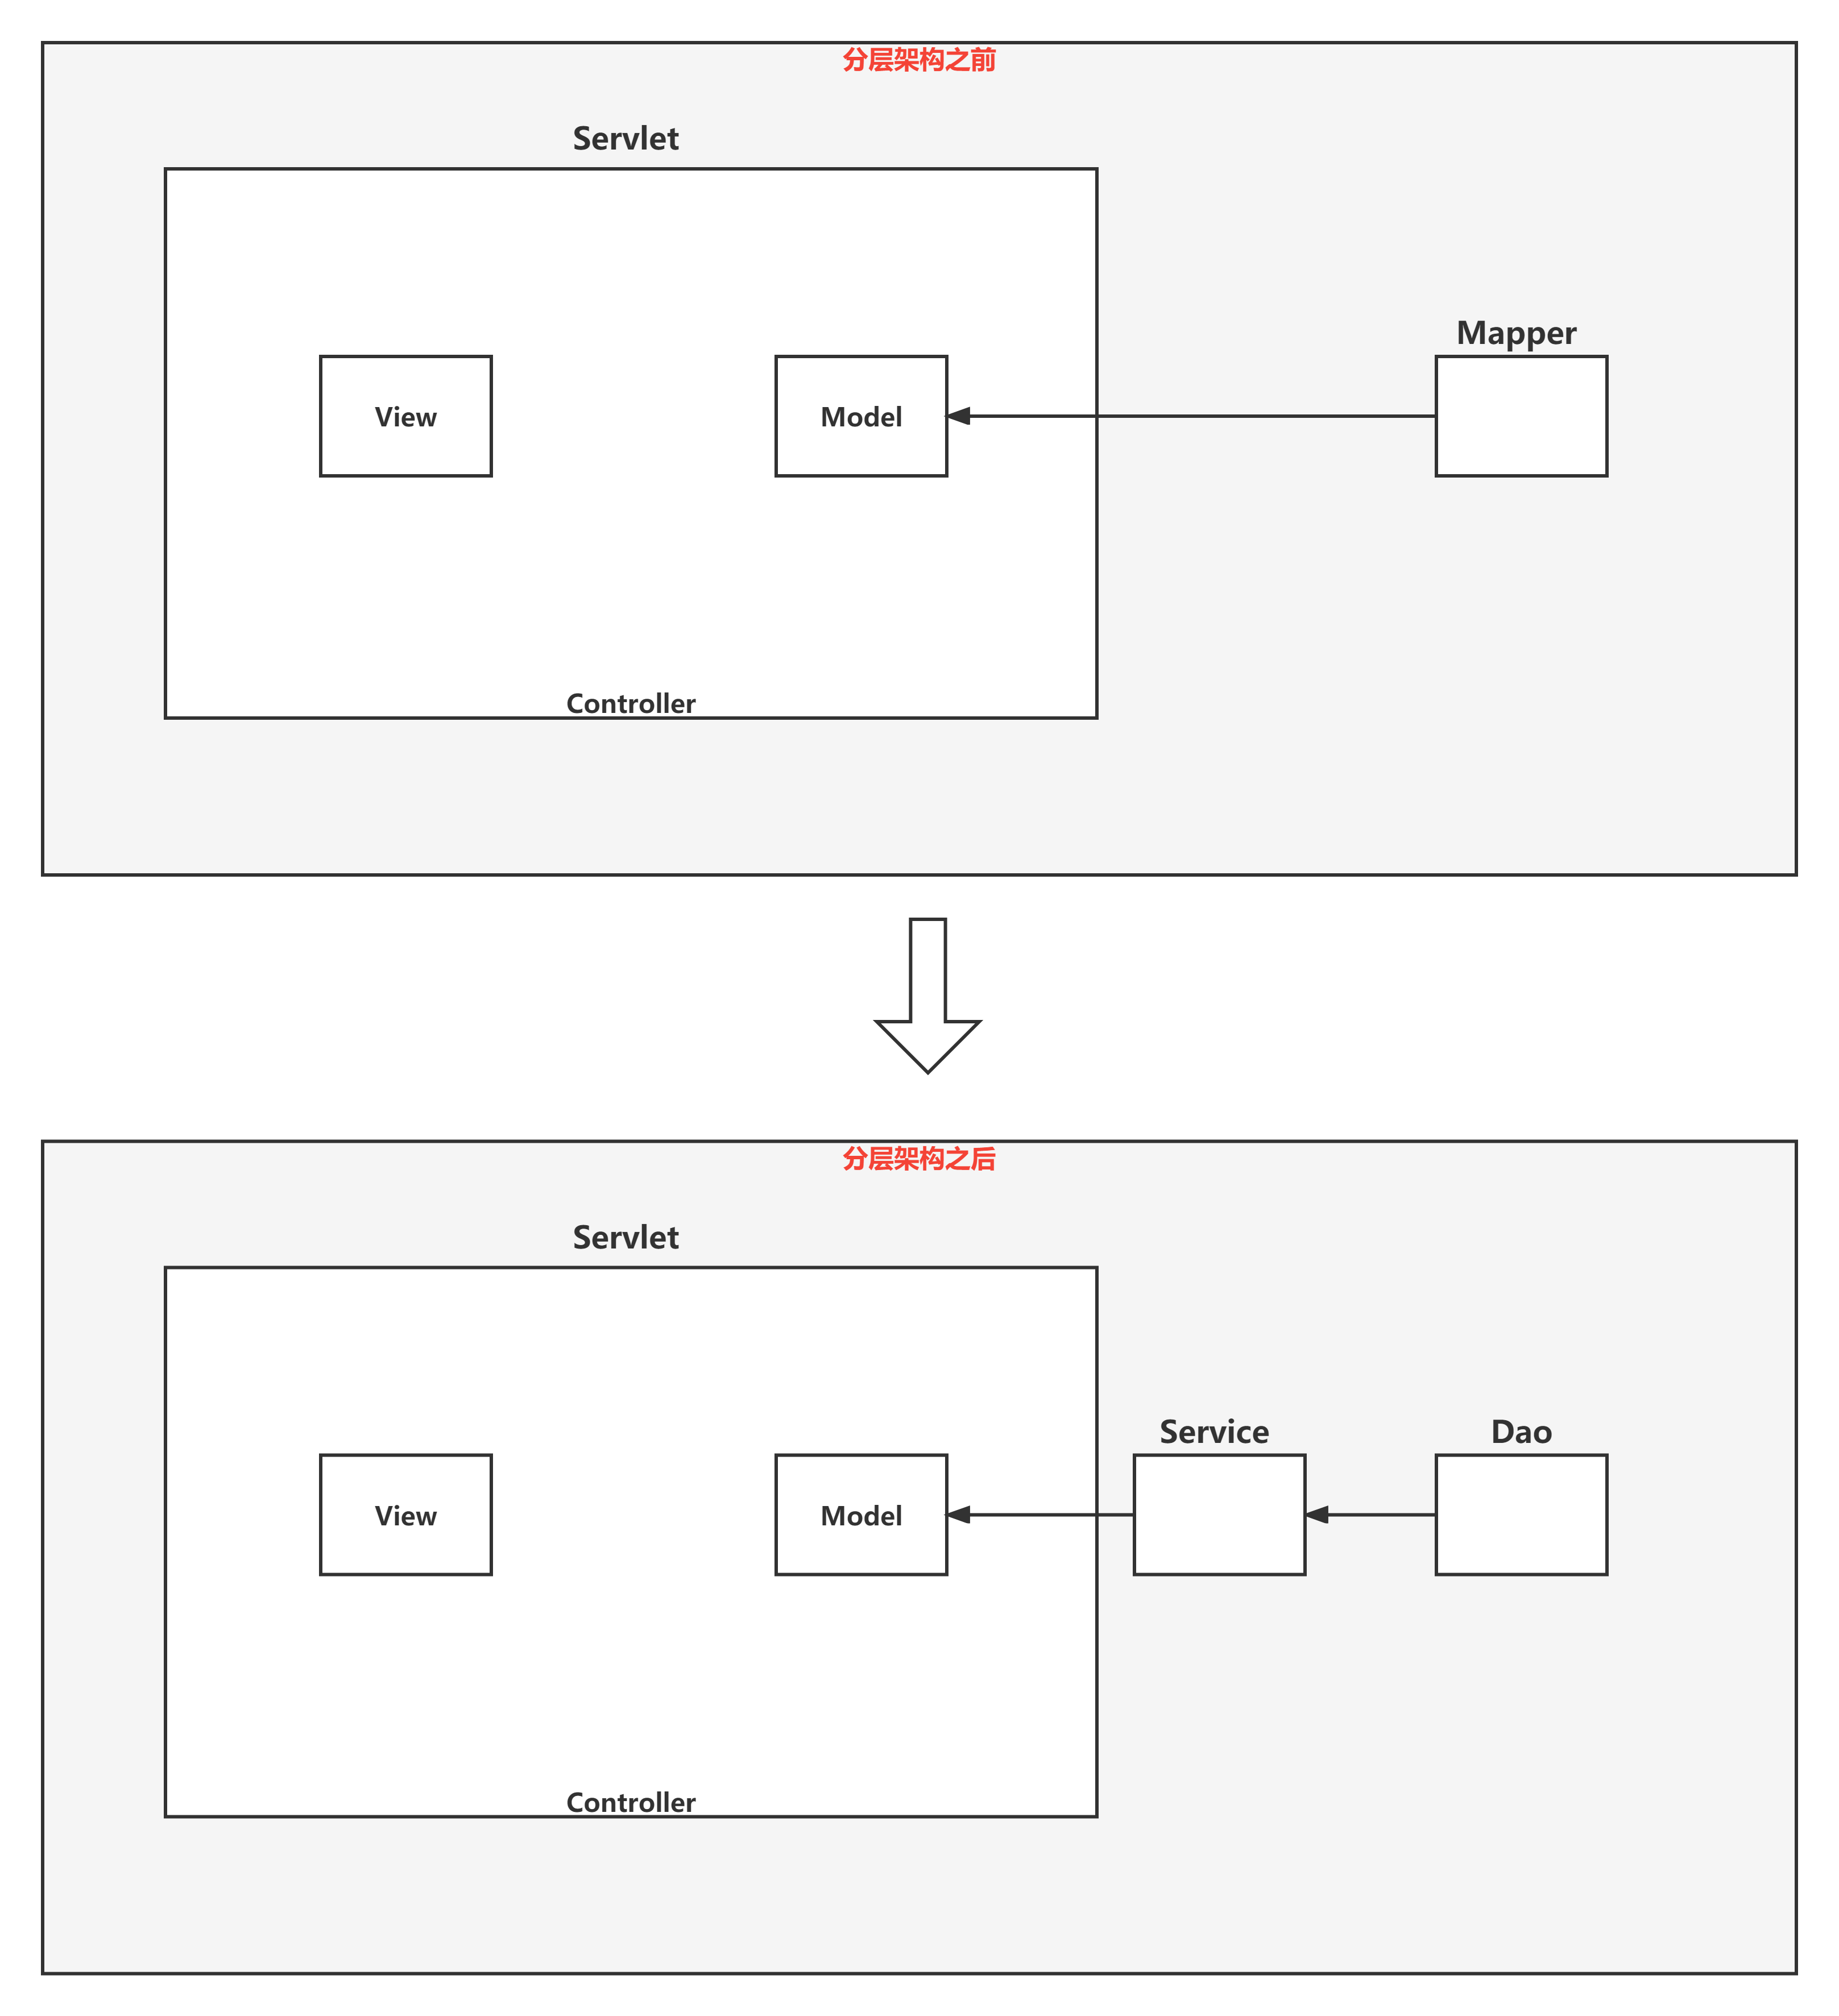 分层架构之前
Servlet
Mapper
View
Model
Controller
分层架构之后
Servlet
Service
Dao
View
Model
Controller